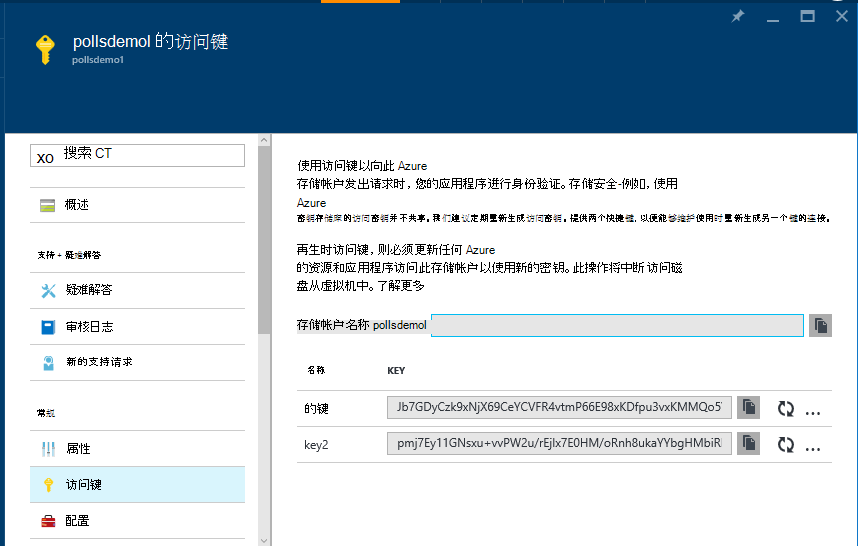 pollsdemol 的访问键
pollsdemo1
XO 搜索 CT
概述
支持 + 疑难解答
疑难解答
审核日志
新的支持请求
常规
属性
访问键
配置
使用访问键以向此 Azure
存储帐户发出请求时, 您的应用程序进行身份验证。存储安全-例如, 使用
Azure
密钥存储库的访问密钥并不共享。我们建议定期重新生成访问密钥。提供两个快捷键, 以便能够维护使用时重新生成另一个键的连接。
再生时访问键, 则必须更新任何 Azure
的资源和应用程序访问此存储帐户以使用新的密钥。此操作将中断访问磁
盘从虚拟机中。了解更多
存储帐户名称 pollsdemol
名称 KEY
的键 Jb7GDyCzk9xNjX69CeYCVFR4vtmP66E98xKDfpu3vxKMMQo5 ...
key2 pmj7Ey11GNsxu+vvPW2u/rEjIx7E0HM/oRnh8ukaYYbgHMbiR ...